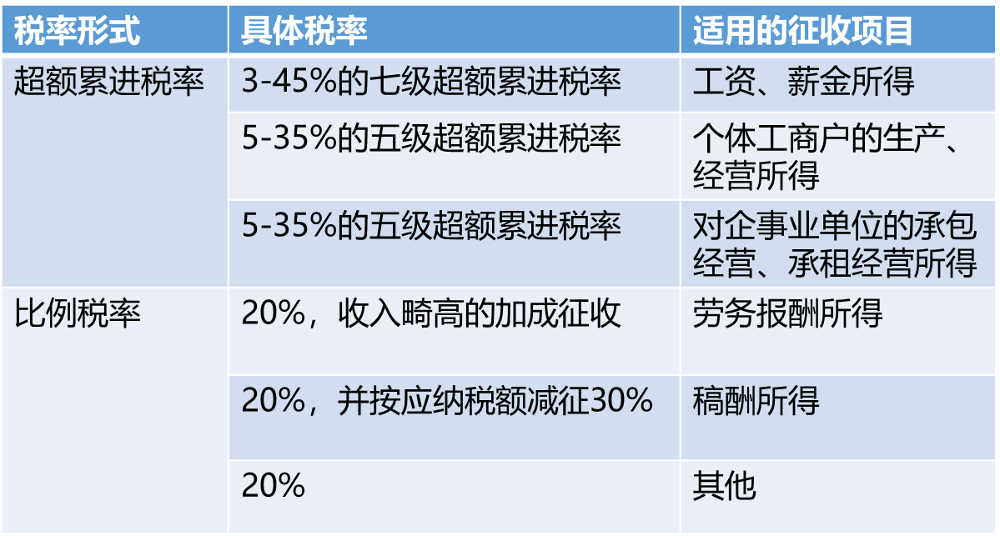 税率形式 具体税率 适用的征收项目
超额累进税率 3-45%的七级超额累进税率 工资、薪金所得
5-35%的五级超额累进税率 个体工商户的生产、
经营所得
5-35%的五级超额累进税率 对企事业单位的承包
经营、承租经营所得
比例税率 20%，收入畸高的加成征收 劳务报酬所得
20%，并按应纳税额减征30% 稿酬所得
20% 其他